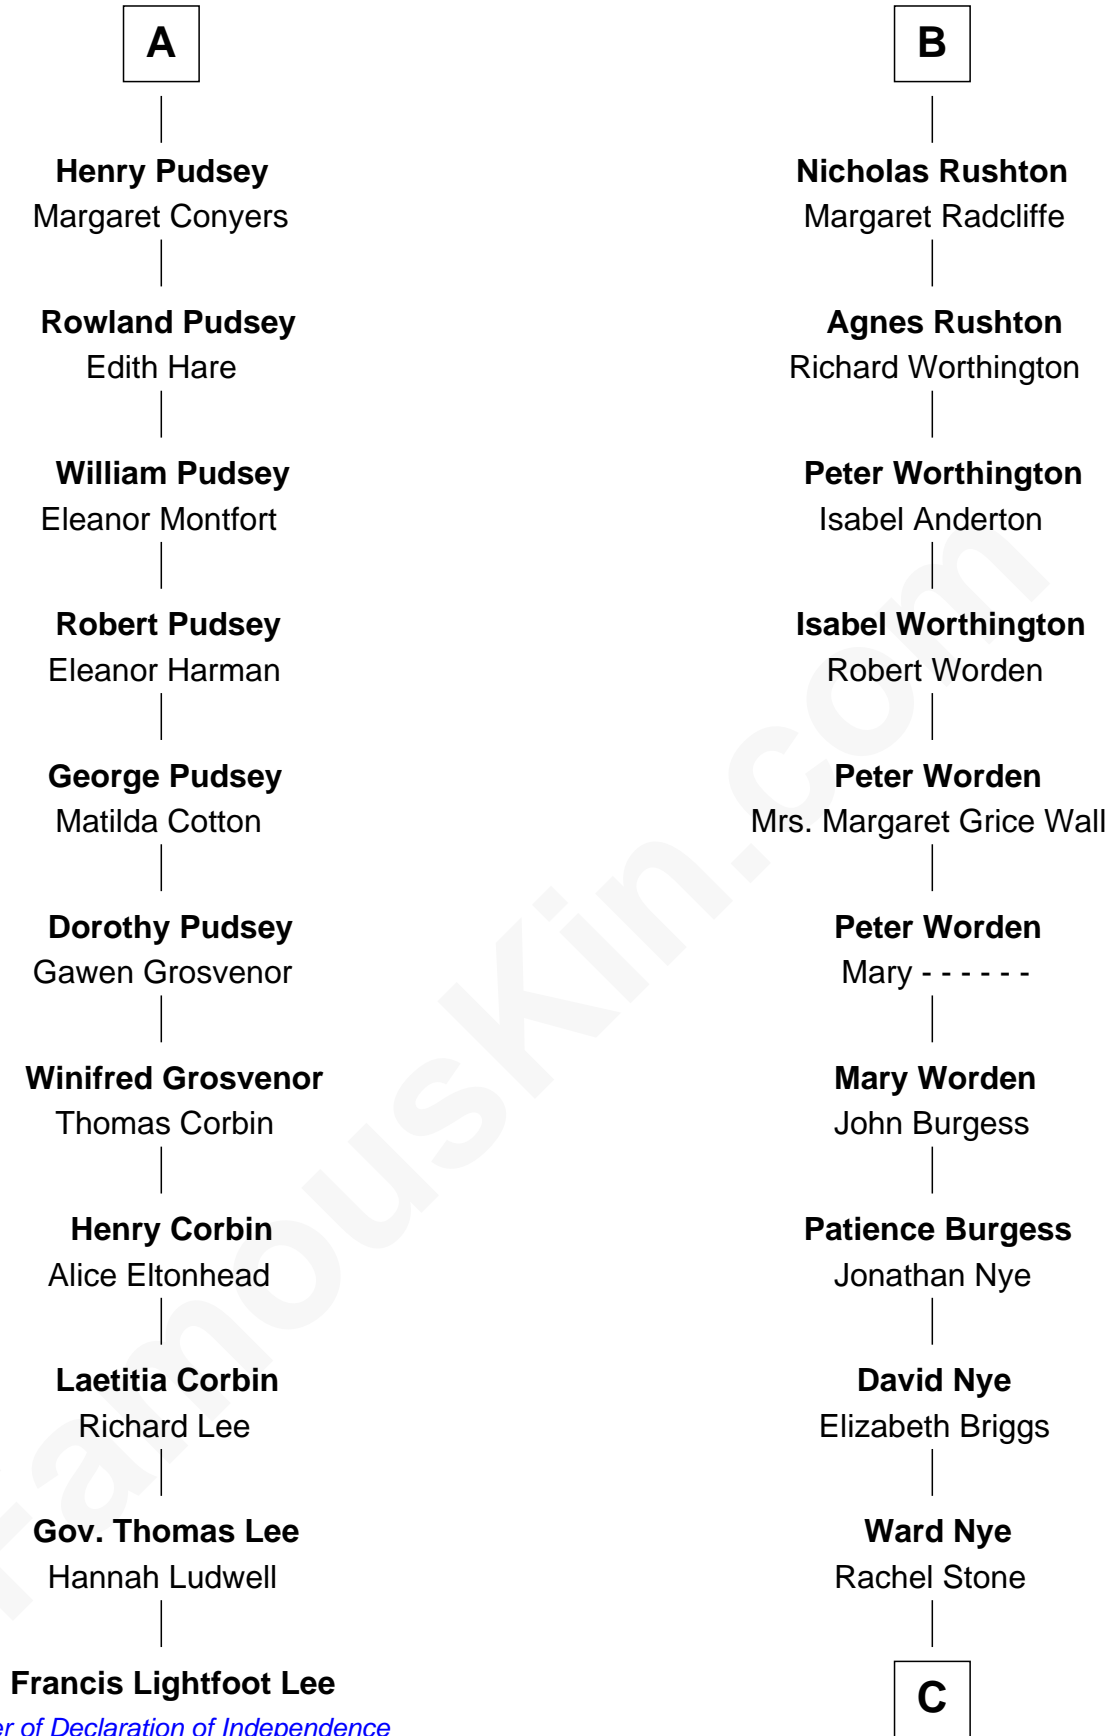 A
Henry Pudsey
Margaret Conyers
Rowland Pudsey
Edith Hare
William Pudsey
Eleanor Montfort
Robert Pudsey
Eleanor Harman
George Pudsey
Matilda Cotton
Dorothy Pudsey
Gawen Grosvenor
Winifred Grosvenor
Thomas Corbin
Henry Corbin
Alice Eltonhead
Laetitia Corbin
Richard Lee
Gov. Thomas Lee
Hannah Ludwell
Francis Lightfoot Lee
er of Declaration of Independence
B
Nicholas Rushton
Margaret Radcliffe
Agnes Rushton
Richard Worthington
Peter Worthington
Isabel Anderton
Isabel Worthington
Robert Worden
Peter Worden
Mrs. Margaret Grice Wall
Peter Worden
Mary - - - - - -
Mary Worden
John Burgess
Patience Burgess
Jonathan Nye
David Nye
Elizabeth Briggs
Ward Nye
Rachel Stone
C
FamousKin.com